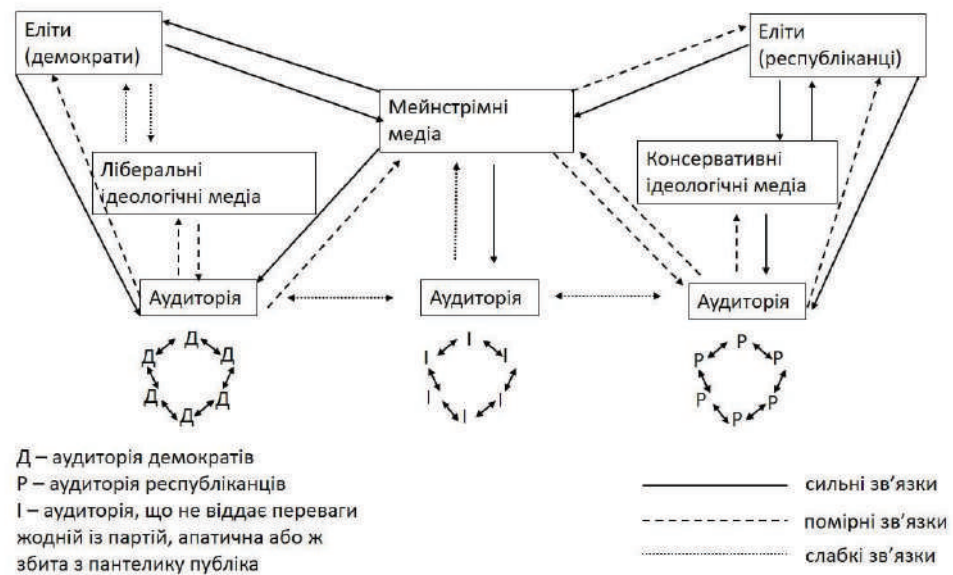 Еліти
(демократи)
Еліти
(республіканці)
Мейнстрімні
медіа
Ліберальні
ідеологічні медіа
Консервативні
ідеологічні медіа
Аудиторія
Аудиторія
Аудиторія
Д
Д
Д
Д
Д
Д
І
І
І
І
І
І
Р
Р
Р
Р
Р
Р
Д – аудиторія демократів
Р – аудиторія республіканців
І – аудиторія, що не віддає переваги
жодній із партій, апатична або ж
збита з пантелику публіка
сильні зв’язки
помірні зв’язки
слабкі зв’язки